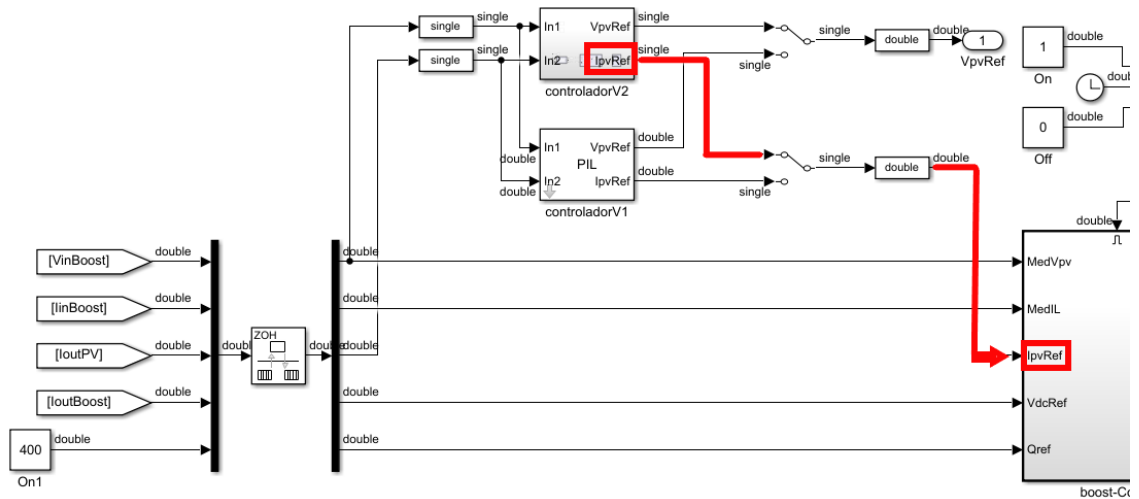 single
single
In1
VpvRef
single
single
double
double
1
VpvRef
1
On
double
single
single
In2
IpvRef
single
single
controladorV2
0
Off
double
In1
VpvRef
double
double
PIL
In2
IpvRef
double
double
controladorV1
single
single
double
double
double
[VinBoost]
double
double
MedVpv
[IinBoost]
double
double
MedIL
ZOH
[IoutPV]
double
double
double
IpvRef
[IoutBoost]
double
double
VdcRef
400
double
double
Qref
On1